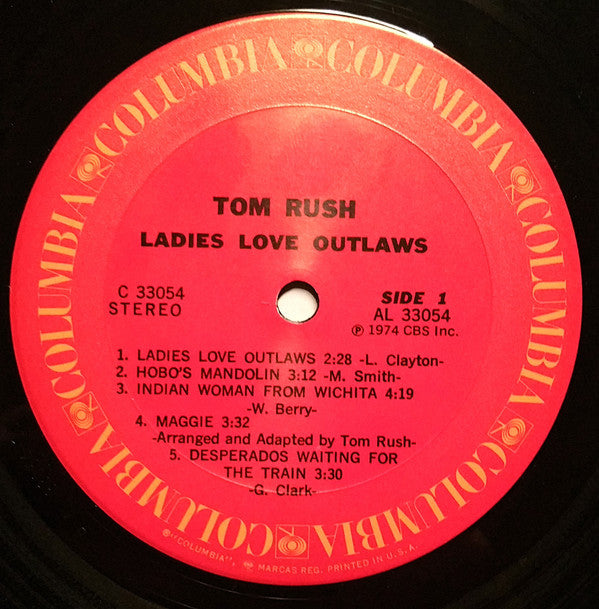 COLUMBIA COLUMBIA COLUMBIA COLUMBIA COLUMBIA COLUMBIA COLUMBIA
TOM RUSH
LADIES LOVE OUTLAWS
C 33054
STEREO
SIDE 1
AL 33054
℗ 1974 CBS Inc.
1. LADIES LOVE OUTLAWS 2:28 -L. Clayton-
2. HOBO'S MANDOLIN 3:12 -M. Smith-
3. INDIAN WOMAN FROM WICHITA 4:19
-W. Berry-
4. MAGGIE 3:32
-Arranged and Adapted by Tom Rush-
5. DESPERADOS WAITING FOR
THE TRAIN 3:30
-G. Clark-
®"COLUMBIA", MARCAS REG. PRINTED IN U.S.A.